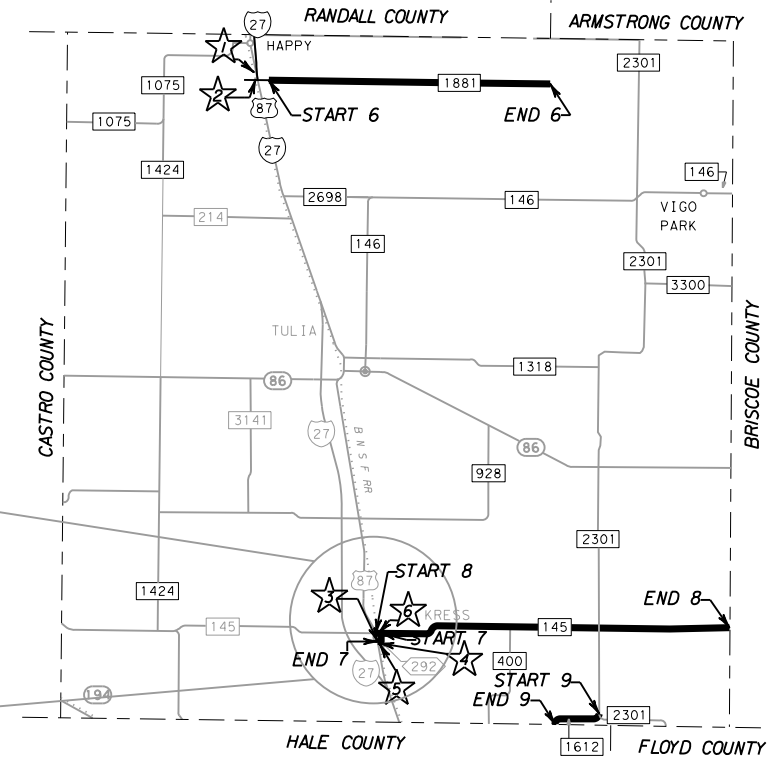 RANDALL COUNTY
ARMSTRONG COUNTY
27
1
HAPPY
2301
1075
2
87
START 6
1881
END 6
1075
27
1424
146
2698
146
VIGO
PARK
214
146
2301
3300
TULIA
CASTRO COUNTY
BRISCOE COUNTY
1318
86
3141
27
BNSF RR
86
928
2301
87
START 8
1424
3
6
KRESS
END 8
145
START 7
145
END 7
292
4
400
27
5
START 9
END 9
194
2301
HALE COUNTY
1612
FLOYD COUNTY